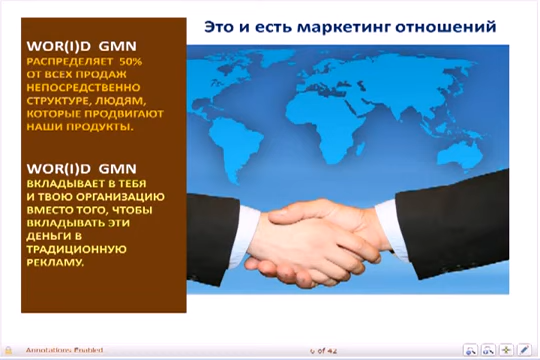 Это и есть маркетинг отношений
WOR(I)D GMN
РАСПРЕДЕЛЯЕТ 50%
ОТ ВСЕХ ПРОДАЖ
НЕПОСРЕДСТВЕННО
СТРУКТУРЕ, ЛЮДЯМ,
КОТОРЫЕ ПРОДВИГАЮТ
НАШИ ПРОДУКТЫ.
WOR(I)D GMN
ВКЛАДЫВАЕТ В ТЕБЯ
И ТВОЮ ОРГАНИЗАЦИЮ
ВМЕСТО ТОГО, ЧТОБЫ
ВКЛАДЫВАТЬ ЭТИ
ДЕНЬГИ В
ТРАДИЦИОННУЮ
РЕКЛАМУ.
Annotations Enabled
of 42